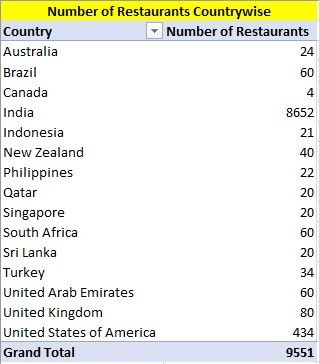 Number of Restaurants Countrywise
Country Number of Restaurants
Australia 24
Brazil 60
Canada 4
India 8652
Indonesia 21
New Zealand 40
Philippines 22
Qatar 20
Singapore 20
South Africa 60
Sri Lanka 20
Turkey 34
United Arab Emirates 60
United Kingdom 80
United States of America 434
Grand Total 9551